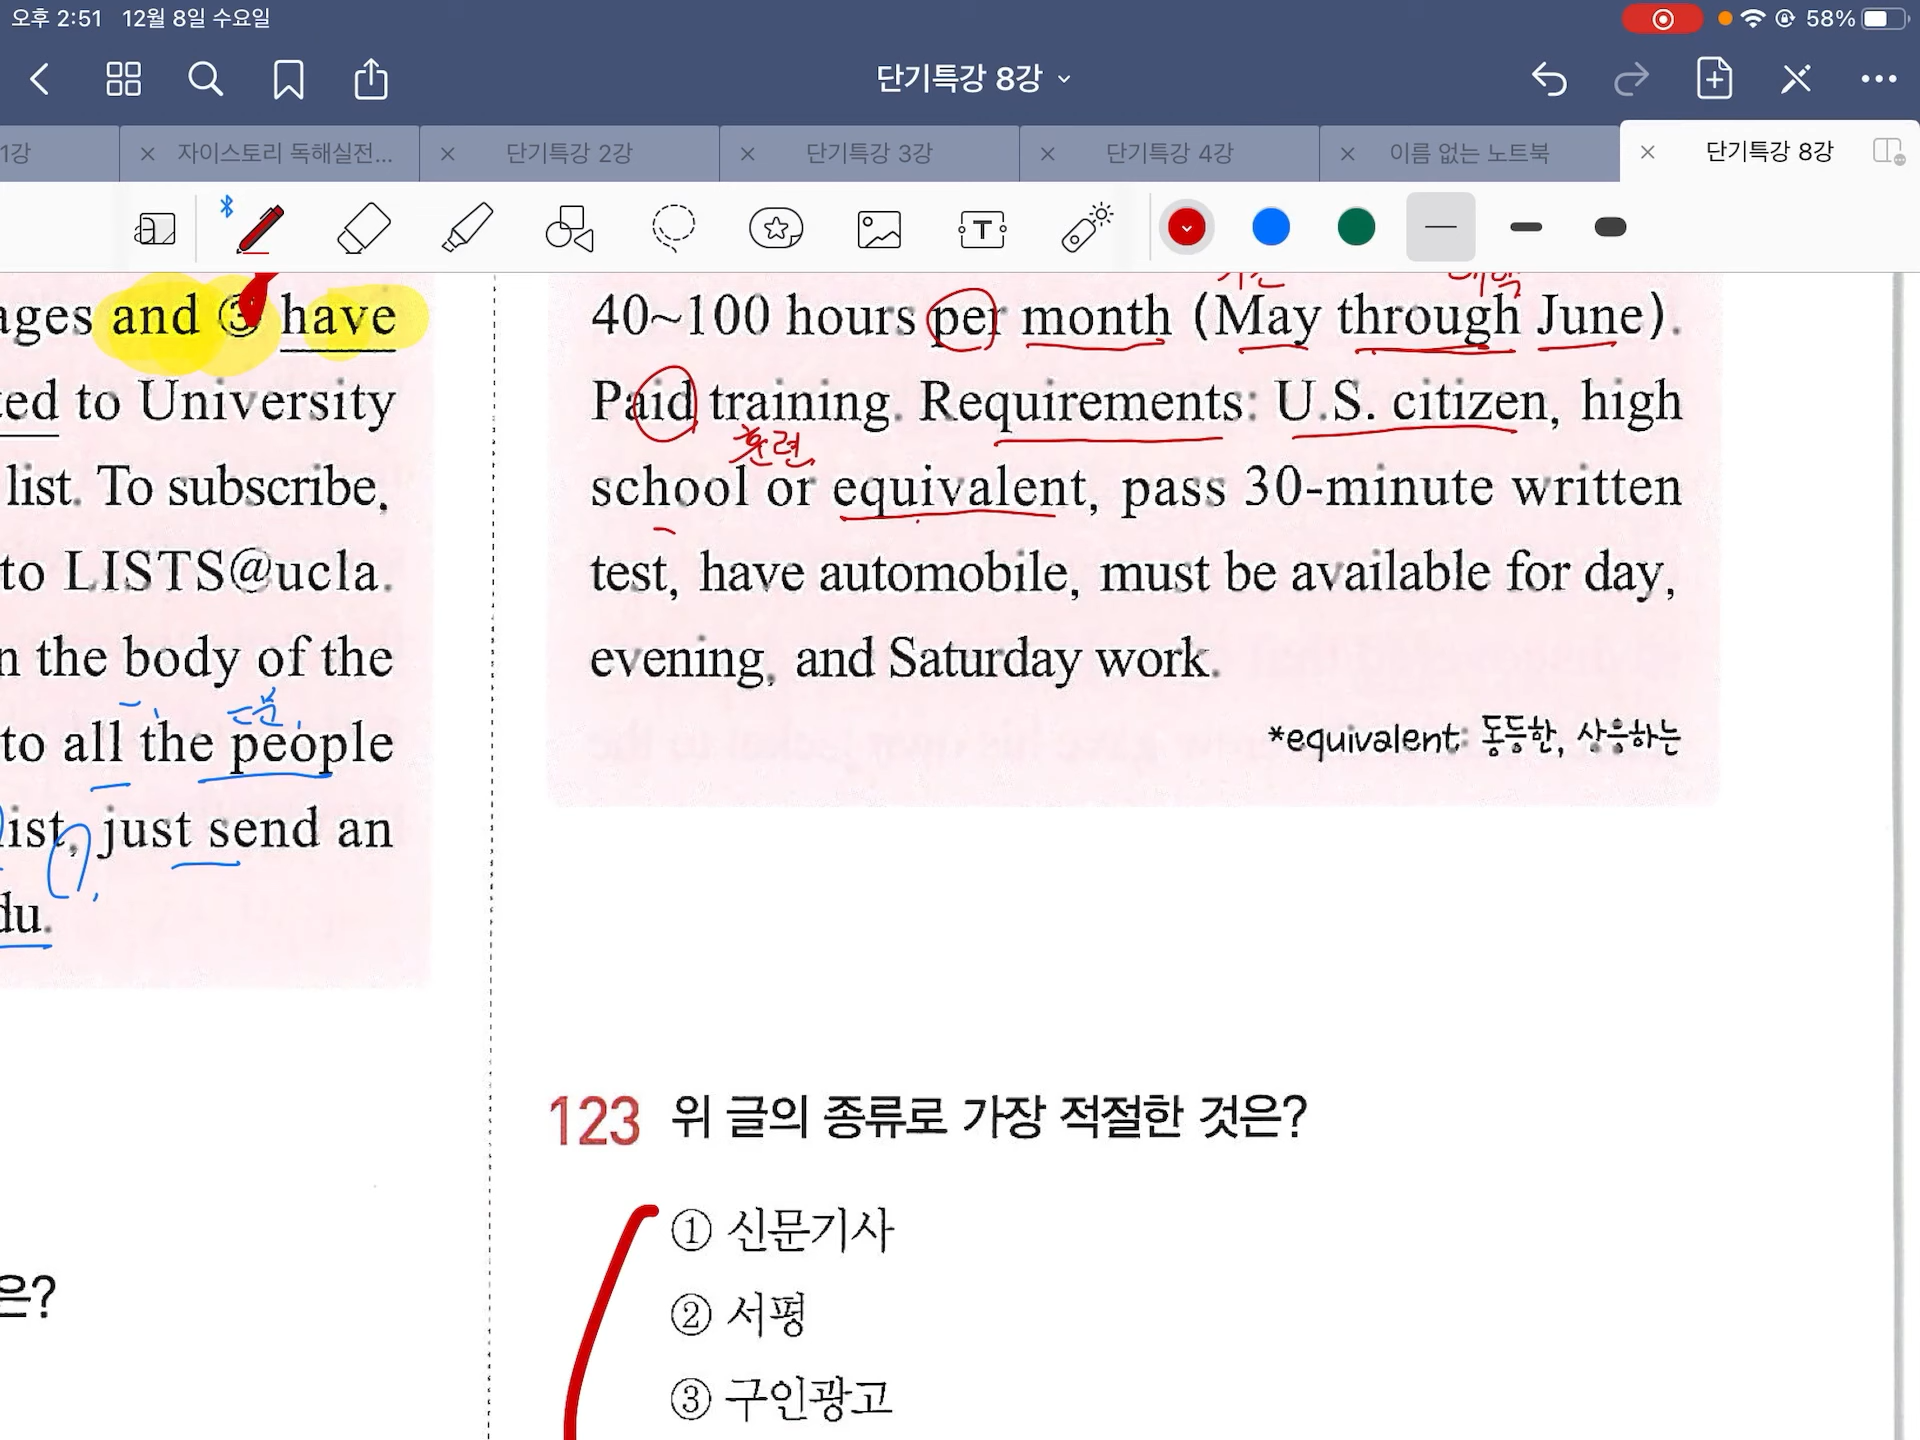 오후 2:51 12월 8일 수요일
58%
단기특강 8강
1강
자이스토리 독해실전...
단기특강 2강
단기특강 3강
단기특강 4강
이름 없는 노트북
단기특강 8강
ages and ③ have
ted to University
list. To subscribe,
to LISTS@ucla.
n the body of the
to all the people
list, just send an
du.
은?
40~100 hours per month (May through June).
Paid training. Requirements: U.S. citizen, high
훈련
school or equivalent, pass 30-minute written
test, have automobile, must be available for day,
evening, and Saturday work.
*equivalent: 동등한, 상응하는
123 위 글의 종류로 가장 적절한 것은?
① 신문기사
② 서평
③ 구인광고